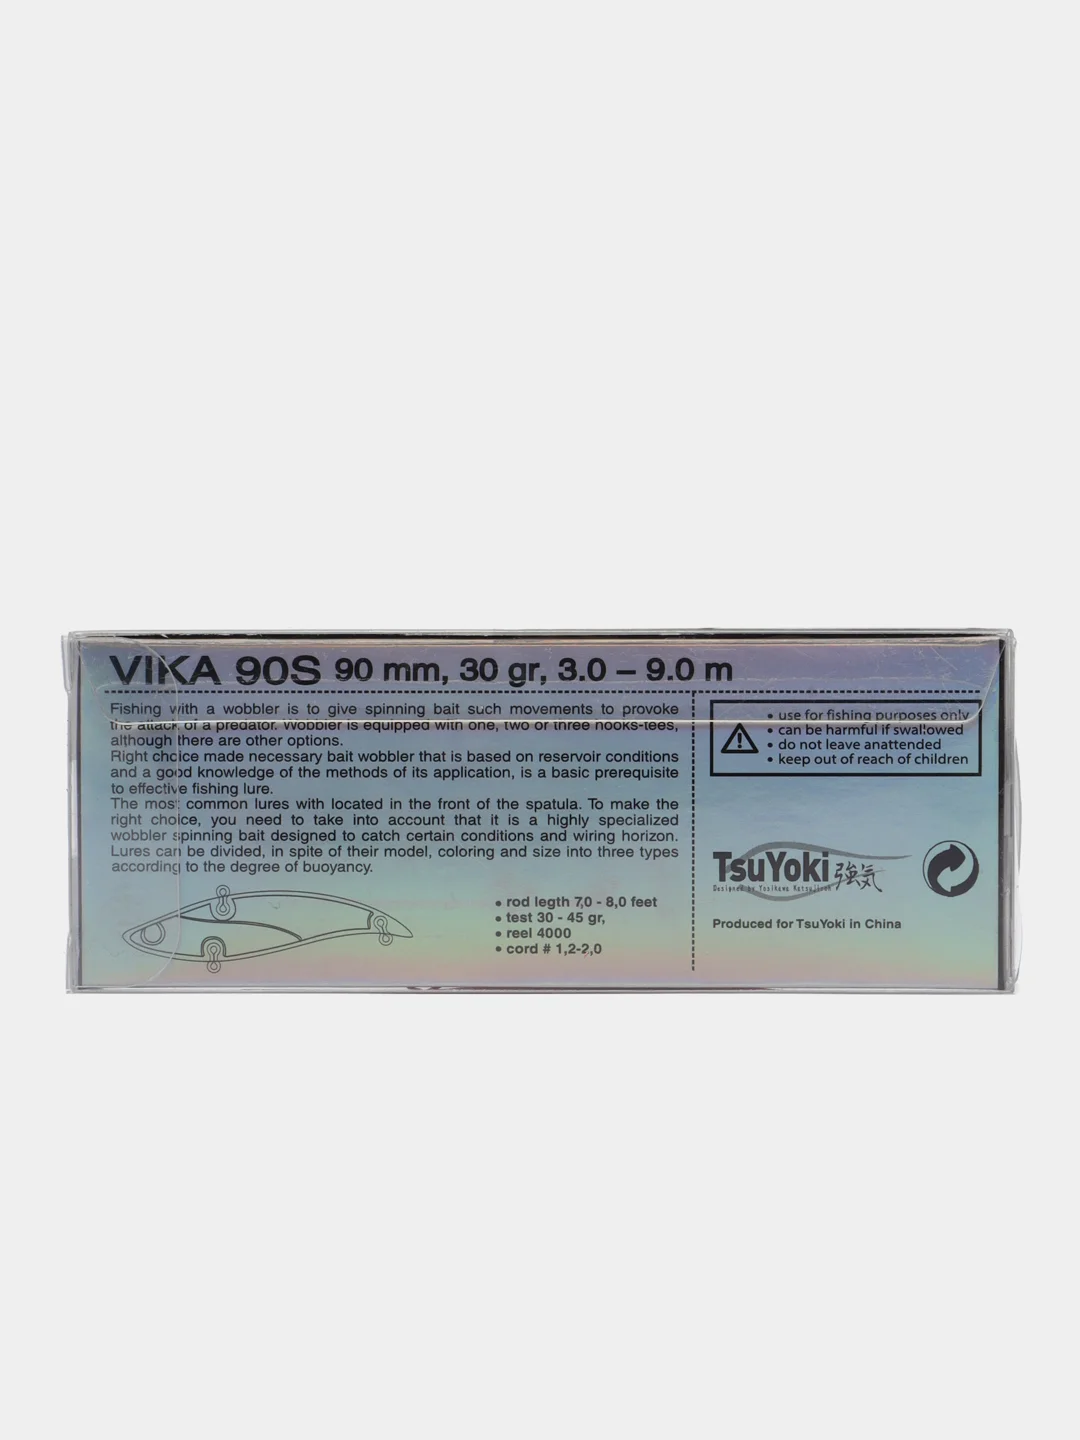 VIKA 90S 90 mm, 30 gr, 3.0 – 9.0 m
Fishing with a wobbler is to give spinning bait such movements to provoke
the attack of a predator. Wobbler is equipped with one, two or three hooks-tees,
although there are other options.
Right choice made necessary bait wobbler that is based on reservoir conditions
and a good knowledge of the methods of its application, is a basic prerequisite
to effective fishing lure.
The most common lures with located in the front of the spatula. To make the
right choice, you need to take into account that it is a highly specialized
wobbler spinning bait designed to catch certain conditions and wiring horizon.
Lures can be divided, in spite of their model, coloring and size into three types
according to the degree of buoyancy.
• rod legth 7,0 - 8,0 feet
• test 30 - 45 gr,
• reel 4000
• cord # 1,2-2,0
• use for fishing purposes only
• can be harmful if swallowed
• do not leave anattended
• keep out of reach of children
TsuYoki 強気
Designed by Yosikawa Katsujiroh
Produced for TsuYoki in China